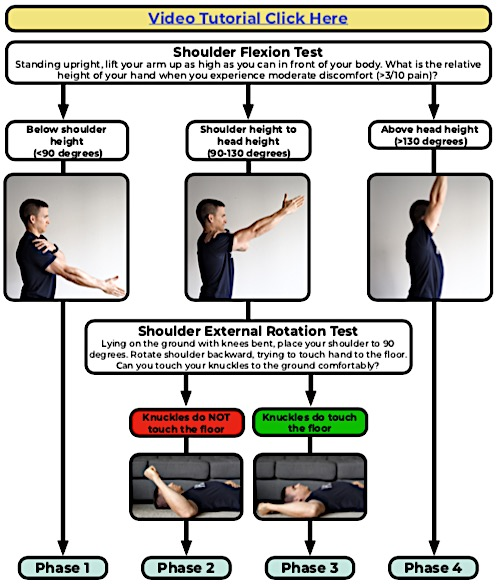 Video Tutorial Click Here
Shoulder Flexion Test
Standing upright, lift your arm up as high as you can in front of your body. What is the relative
height of your hand when you experience moderate discomfort (>3/10 pain)?
Below shoulder
height
(<90 degrees)
Shoulder height to
head height
(90-130 degrees)
Above head height
(>130 degrees)
Shoulder External Rotation Test
Lying on the ground with knees bent, place your shoulder to 90
degrees. Rotate shoulder backward, trying to touch hand to the floor.
Can you touch your knuckles to the ground comfortably?
Knuckles do NOT
touch the floor
Knuckles do touch
the floor
Phase 1
Phase 2
Phase 3
Phase 4